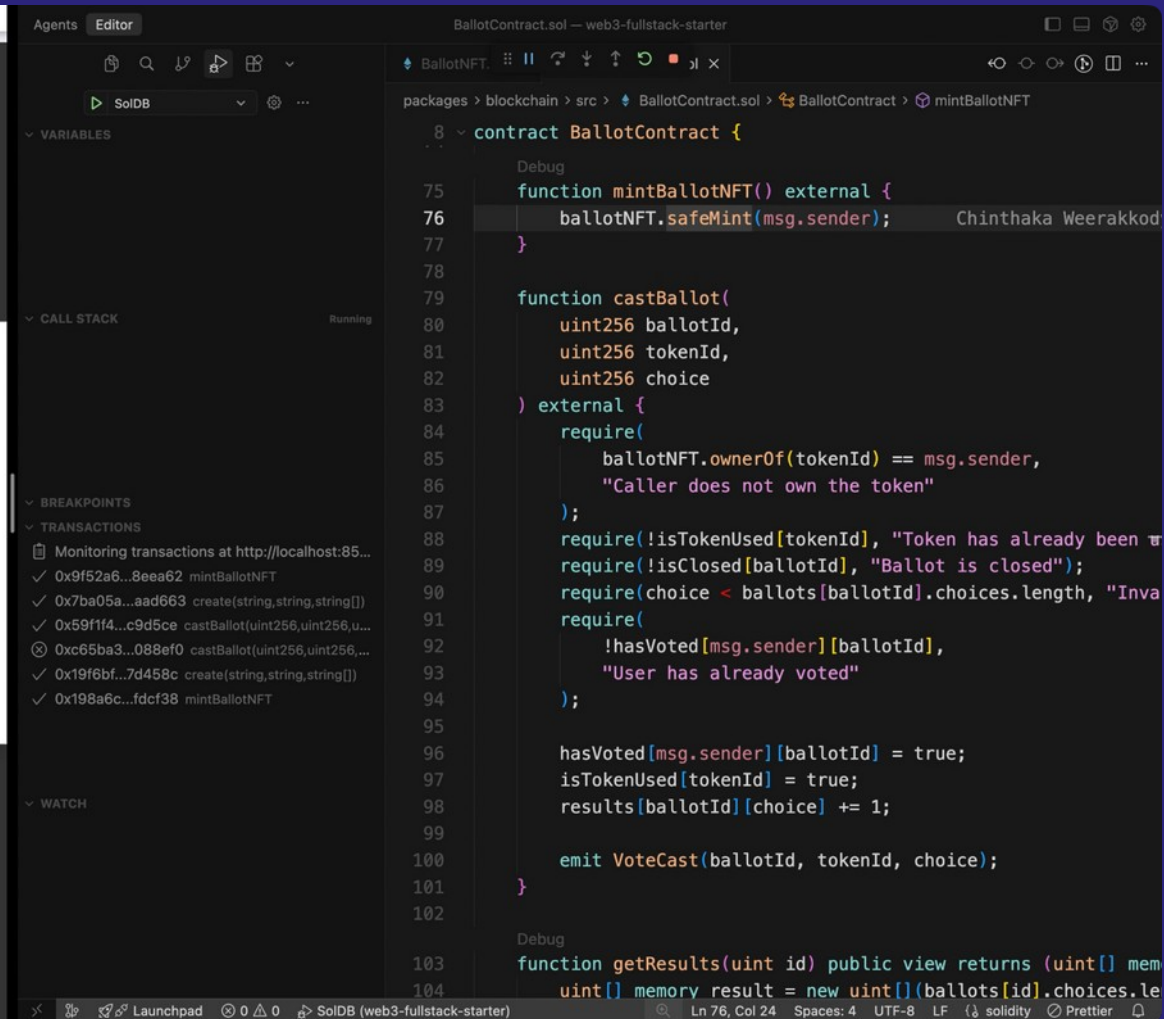 Agents Editor
BallotContract.sol — web3-fullstack-starter
SolDB
BallotNFT.
ol
packages > blockchain > src > BallotContract.sol > BallotContract > mintBallotNFT
VARIABLES
CALL STACK
Running
BREAKPOINTS
TRANSACTIONS
Monitoring transactions at http://localhost:85...
0x9f52a6...8eea62 mintBallotNFT
0x7ba05a...aad663 create(string,string,string[])
0x59f1f4...c9d5ce castBallot(uint256,uint256,u...
0xc65ba3...088ef0 castBallot(uint256,uint256,...
0x19f6bf...7d458c create(string,string,string[])
0x198a6c...fdcf38 mintBallotNFT
WATCH
8 contract BallotContract {
Debug
75 function mintBallotNFT() external {
76 ballotNFT.safeMint(msg.sender); Chinthaka Weerakkod
77 }
78
79 function castBallot(
80 uint256 ballotId,
81 uint256 tokenId,
82 uint256 choice
83 ) external {
84 require(
85 ballotNFT.ownerOf(tokenId) == msg.sender,
86 "Caller does not own the token"
87 );
88 require(!isTokenUsed[tokenId], "Token has already been
89 require(!isClosed[ballotId], "Ballot is closed");
90 require(choice < ballots[ballotId].choices.length, "Inva
91 require(
92 !hasVoted[msg.sender][ballotId],
93 "User has already voted"
94 );
95
96 hasVoted[msg.sender][ballotId] = true;
97 isTokenUsed[tokenId] = true;
98 results[ballotId][choice] += 1;
99
100 emit VoteCast(ballotId, tokenId, choice);
101 }
102
Debug
103 function getResults(uint id) public view returns (uint[] mem
104 uint[] memory result = new uint[](ballots[id].choices.le
Launchpad 0 0 SolDB (web3-fullstack-starter) Ln 76, Col 24 Spaces: 4 UTF-8 LF solidity Prettier